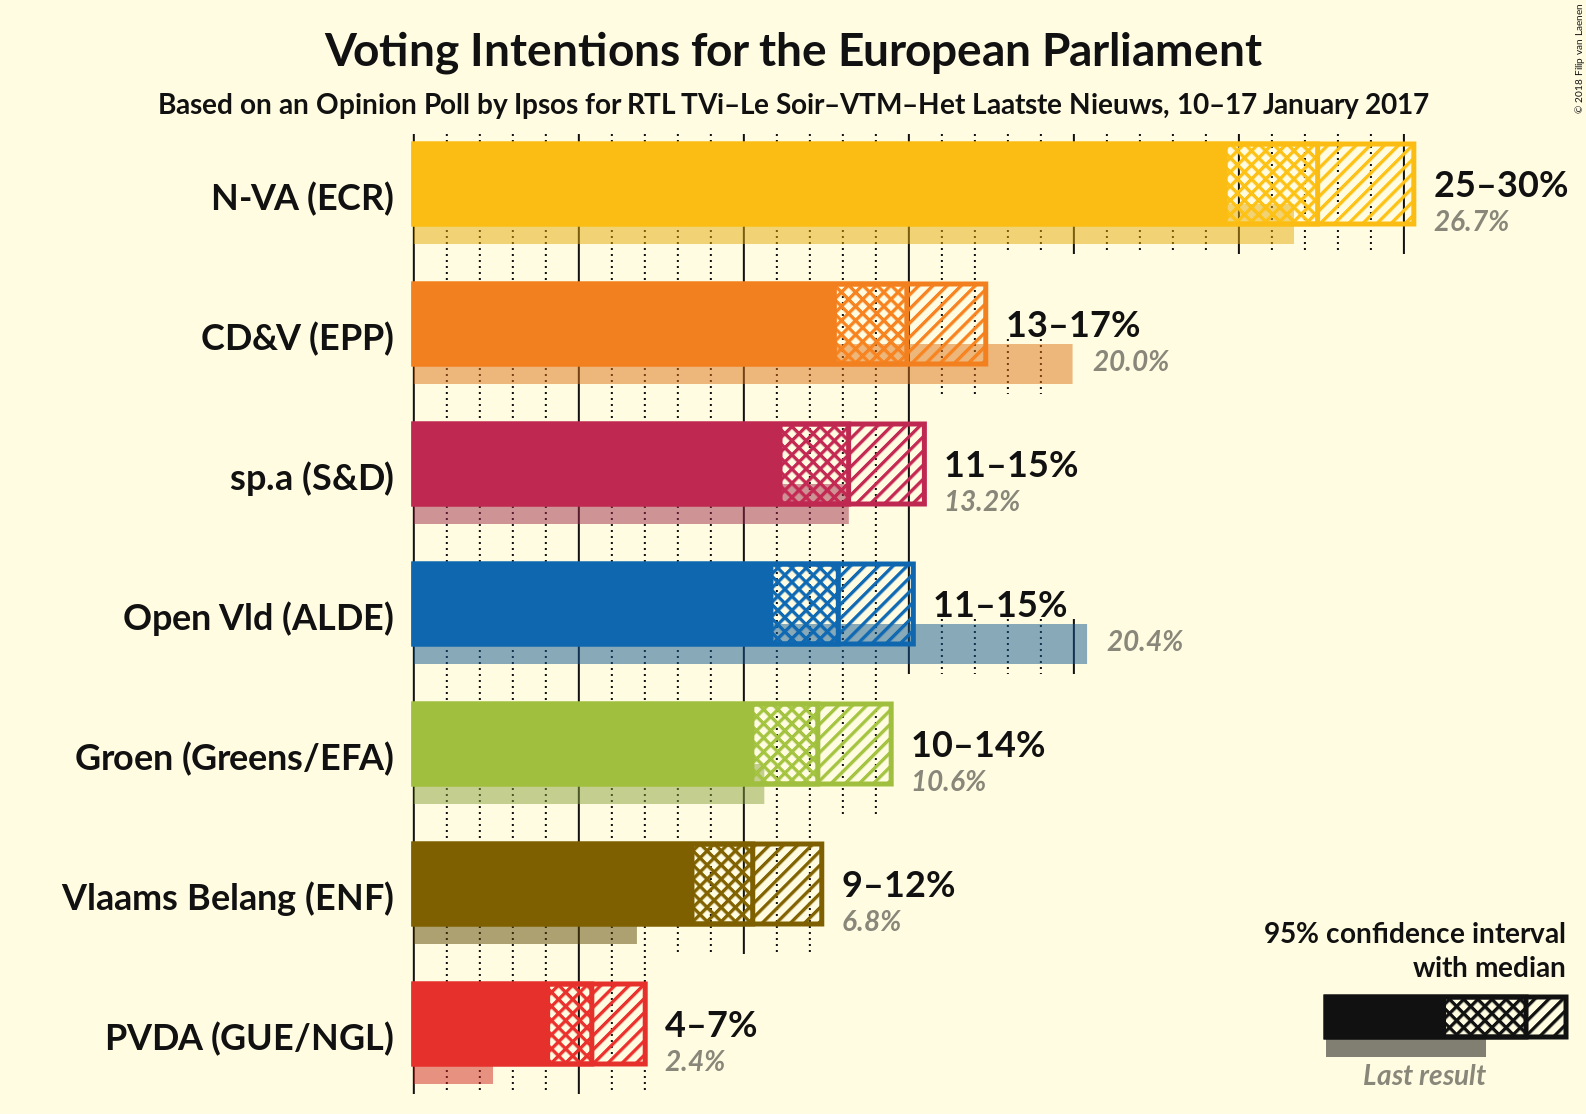 Voting Intentions for the European Parliament
Based on an Opinion Poll by Ipsos for RTL TVi–Le Soir–VTM–Het Laatste Nieuws, 10–17 January 2017
© 2018 Filip van Laenen
N-VA (ECR)
25–30%
26.7%
CD&V (EPP)
13–17%
20.0%
sp.a (S&D)
11–15%
13.2%
Open Vld (ALDE)
11–15%
20.4%
Groen (Greens/EFA)
10–14%
10.6%
Vlaams Belang (ENF)
9–12%
6.8%
PVDA (GUE/NGL)
4–7%
2.4%
95% confidence interval
with median
Last result